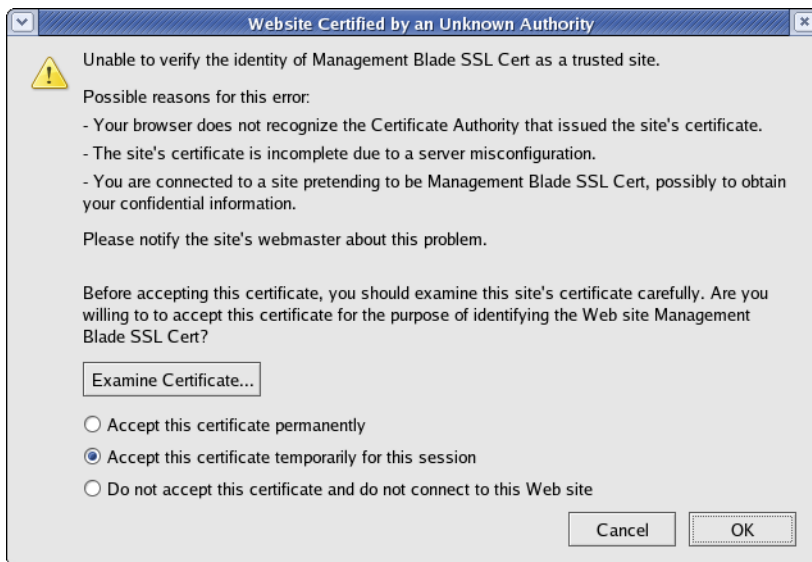 Website Certified by an Unknown Authority
Unable to verify the identity of Management Blade SSL Cert as a trusted site.
Possible reasons for this error:
- Your browser does not recognize the Certificate Authority that issued the site's certificate.
- The site's certificate is incomplete due to a server misconfiguration.
- You are connected to a site pretending to be Management Blade SSL Cert, possibly to obtain
your confidential information.
Please notify the site's webmaster about this problem.
Before accepting this certificate, you should examine this site's certificate carefully. Are you
willing to to accept this certificate for the purpose of identifying the Web site Management
Blade SSL Cert?
Examine Certificate...
Accept this certificate permanently
Accept this certificate temporarily for this session
Do not accept this certificate and do not connect to this Web site
Cancel OK